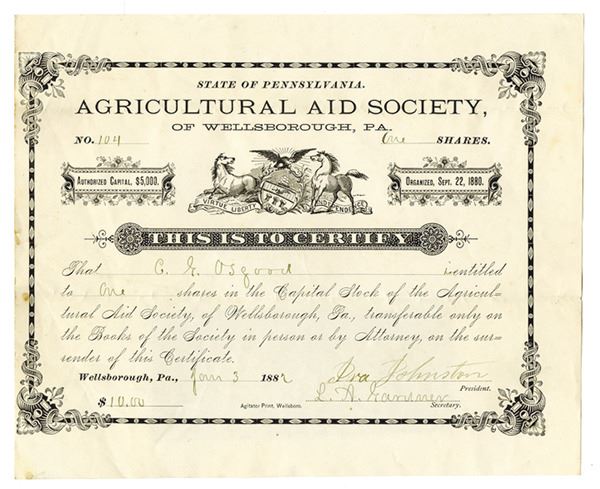 STATE OF PENNSYLVANIA.
AGRICULTURAL AID SOCIETY,
OF WELLSBOROUGH, PA.
NO. 104 One SHARES.
AUTHORIZED CAPITAL, $5,000. ORGANIZED, SEPT. 22, 1880.
VIRTUE LIBERTY
THIS IS TO CERTIFY
That C. E. Osgood is entitled
to One shares in the Capital Stock of the Agricul-
tural Aid Society, of Wellsborough, Pa., transferable only on
the Books of the Society in person or by Attorney, on the sur-
render of this Certificate.
Wellsborough, Pa., Jan 3 1882 Ira Johnston
President.
$10.00 Agitator Print, Wellsboro. L. A. Gardner
Secretary.